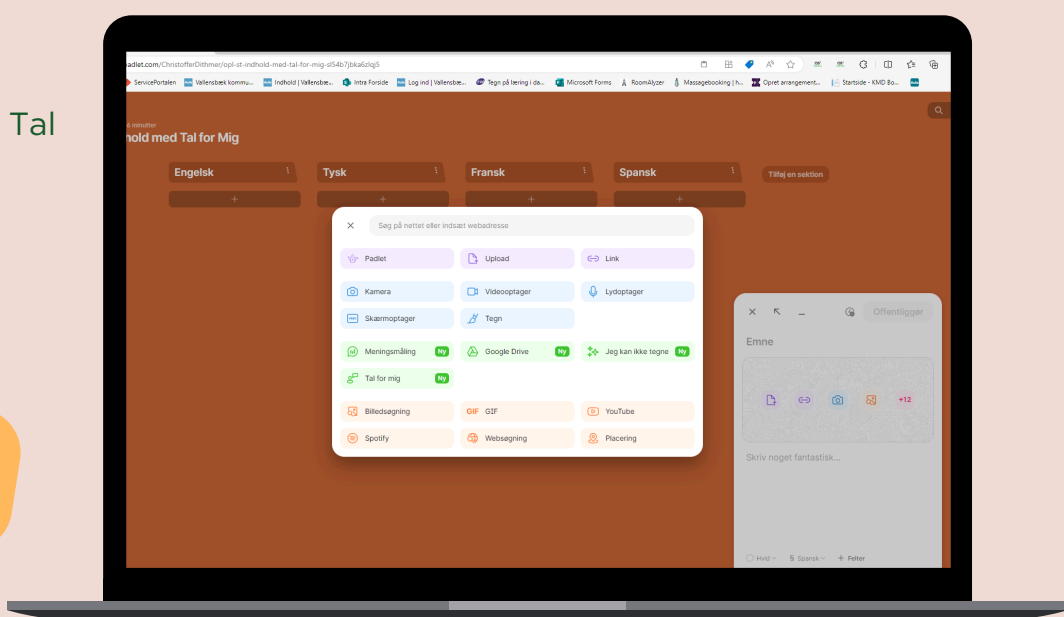 Tal
adlet.com/ChristofferDithmer/opl-st-indhold-med-tal-for-mig-sl54b7jbka6zlqj5
ServicePortalen Vallensbæk kommu... Indhold | Vallensbæ... Intra Forside Log ind | Vallensbæ... Tegn på læring i da... Microsoft Forms RoomAlyzer Massagebooking | h... Opret arrangement... Startside - KMD Bo...
6 minutter
hold med Tal for Mig
Engelsk Tysk Fransk Spansk Tilføj en sektion
Søg på nettet eller indsæt webadresse
Padlet Upload Link
Kamera Videooptager Lydoptager
Skærmoptager Tegn
Meningsmåling Ny Google Drive Ny Jeg kan ikke tegne Ny
Tal for mig Ny
Billedsøgning GIF GIF YouTube
Spotify Websøgning Placering
Offentliggør
Emne
+12
Skriv noget fantastisk...
Hvid § Spansk + Felter